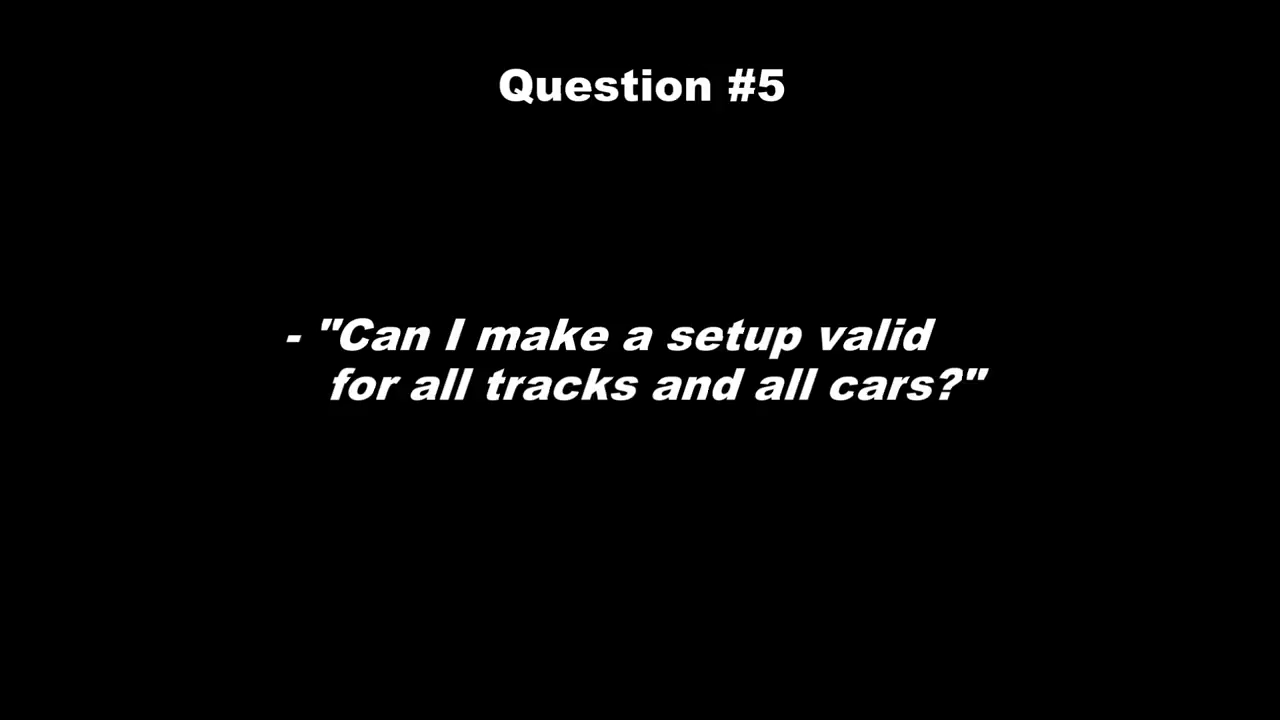 Question #5
- "Can I make a setup valid
for all tracks and all cars?"